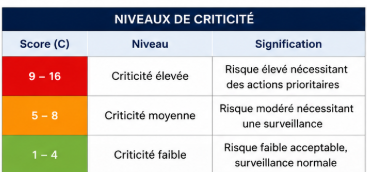 NIVEAUX DE CRITICITÉ
Score (C) Niveau Signification
9 – 16 Criticité élevée Risque élevé nécessitant
des actions prioritaires
5 – 8 Criticité moyenne Risque modéré nécessitant
une surveillance
1 – 4 Criticité faible Risque faible acceptable,
surveillance normale